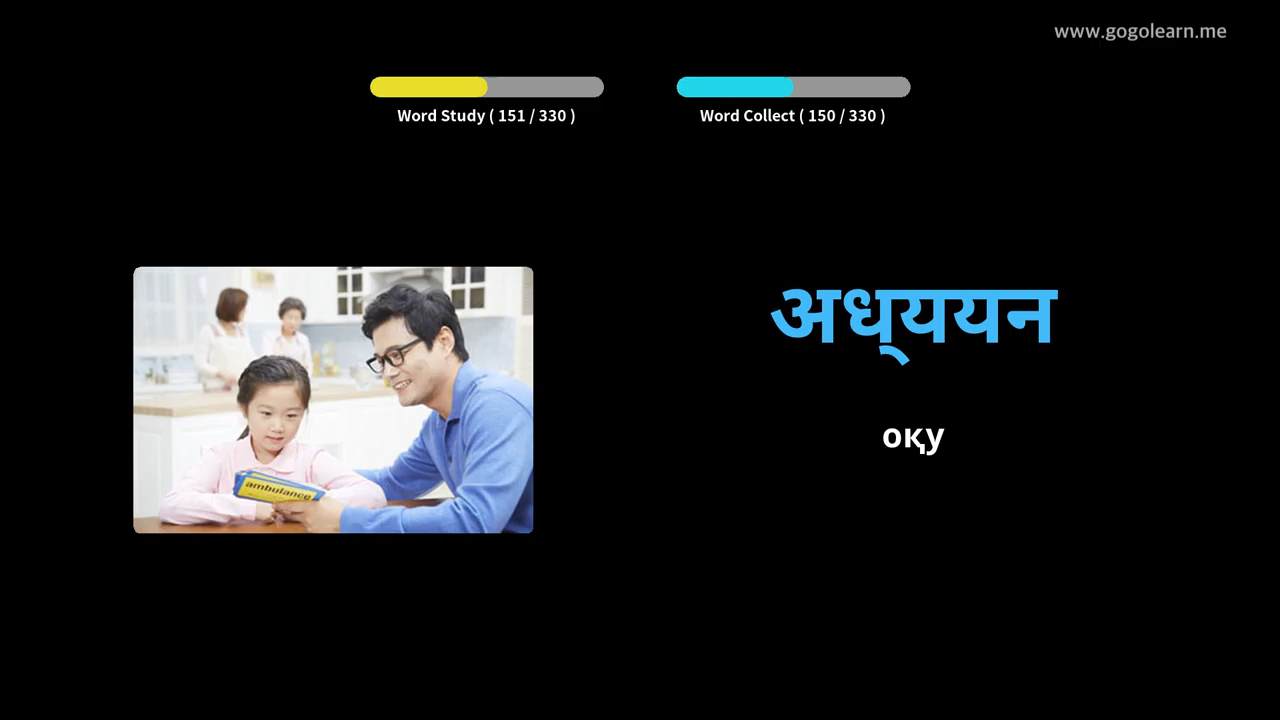 www.gogolearn.me
Word Study ( 151 / 330 )
Word Collect ( 150 / 330 )
अध्ययन
оқу
ambulance